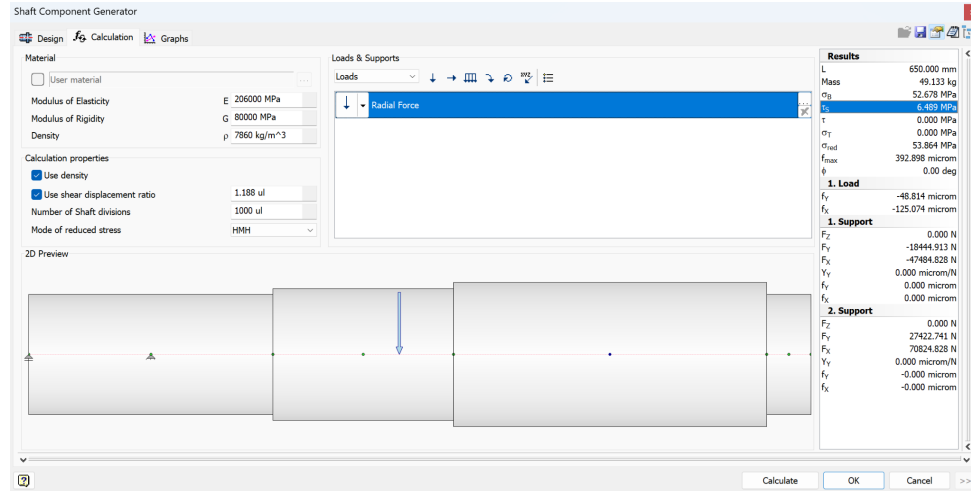 Shaft Component Generator
Design Calculation Graphs
Material
User material
Modulus of Elasticity E 206000 MPa
Modulus of Rigidity G 80000 MPa
Density ρ 7860 kg/m^3
Calculation properties
Use density
Use shear displacement ratio 1.188 ul
Number of Shaft divisions 1000 ul
Mode of reduced stress HMH
Loads & Supports
Loads
Radial Force
2D Preview
Results
L 650.000 mm
Mass 49.133 kg
σB 52.678 MPa
τS 6.489 MPa
τ 0.000 MPa
σT 0.000 MPa
σred 53.864 MPa
fmax 392.898 microm
ϕ 0.00 deg
1. Load
fY -48.814 microm
fX -125.074 microm
1. Support
FZ 0.000 N
FY -18444.913 N
FX -47484.828 N
YY 0.000 microm/N
fY 0.000 microm
fX 0.000 microm
2. Support
FZ 0.000 N
FY 27422.741 N
FX 70824.828 N
YY 0.000 microm/N
fY -0.000 microm
fX -0.000 microm
Calculate OK Cancel >>